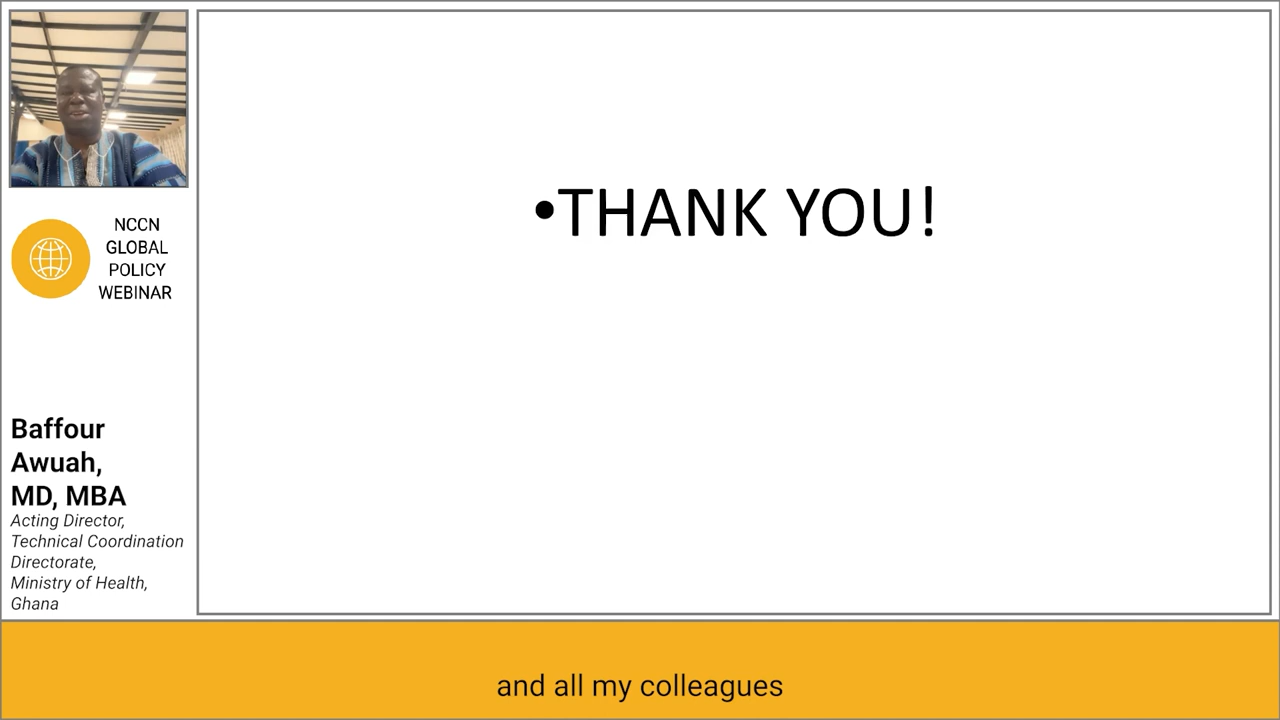 NCCN
GLOBAL
POLICY
WEBINAR
Baffour
Awuah,
MD, MBA
Acting Director,
Technical Coordination
Directorate,
Ministry of Health,
Ghana
•THANK YOU!
and all my colleagues